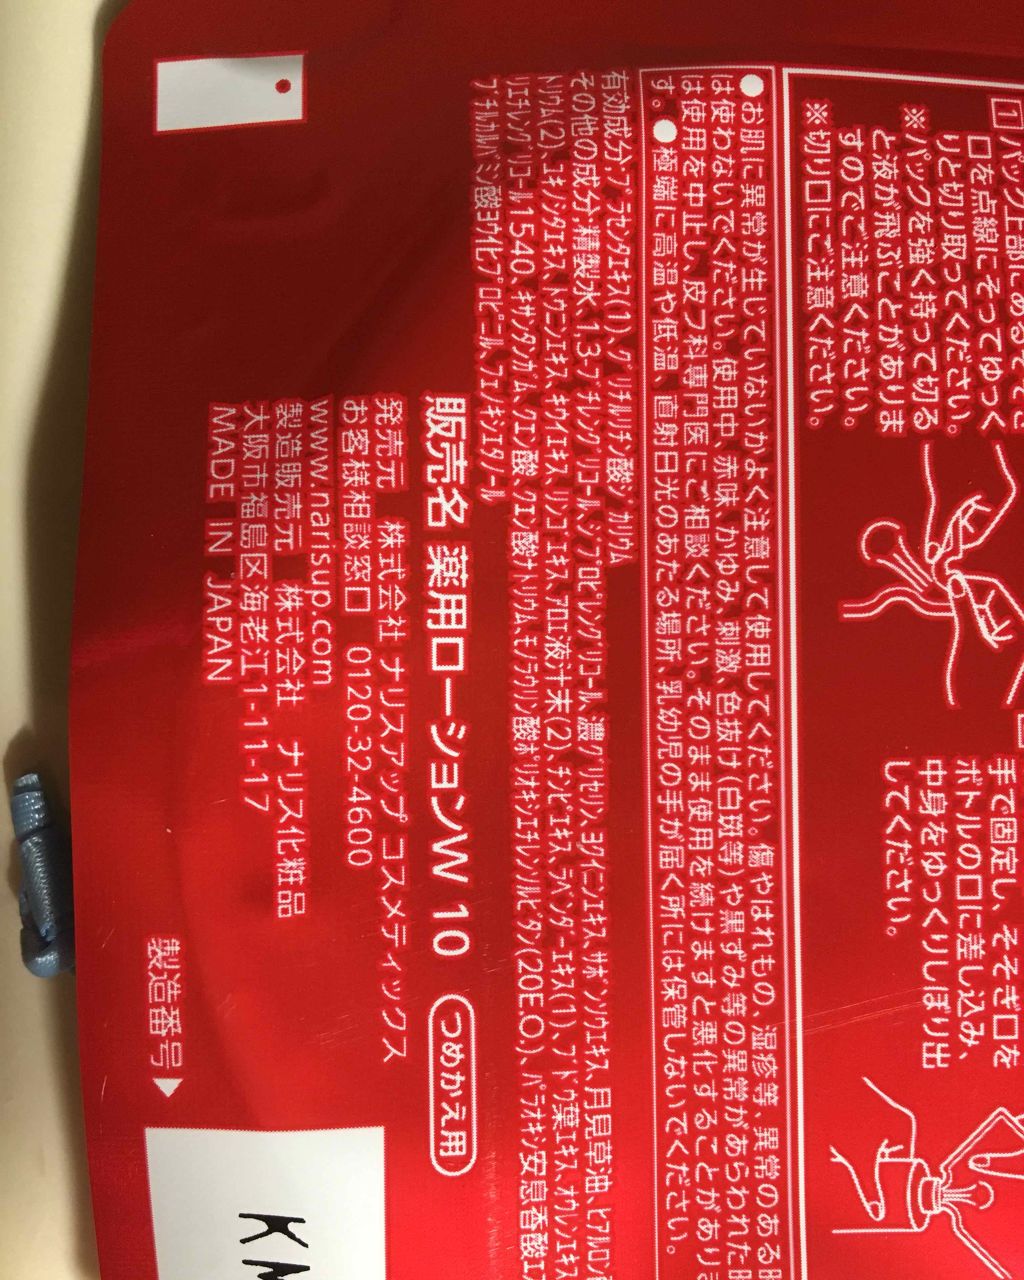 1 パック上部にあるそそぎ
口を点線にそってゆっく
りと切り取ってください。
※パックを強く持って切る
と液が飛ぶことがありま
すのでご注意ください。
※切り口にご注意ください。
手で固定し、そそぎ口を
ボトルの口に差し込み、
中身をゆっくりしぼり出
してください。
●お肌に異常が生じていないかよく注意して使用してください。傷やはれもの、湿疹等、異常のある
は使わないでください。使用中、赤味、かゆみ、刺激、色抜け(白斑等)や黒ずみ等の異常があらわれた
は使用を中止し、皮フ科専門医にご相談ください。そのまま使用を続けますと悪化することがあり
す。●極端に高温や低温、直射日光のあたる場所、乳幼児の手が届く所には保管しないでください。
有効成分:プラセンタエキス(1)、グリチルリチン酸ジカリウム
その他の成分:精製水、1,3-ブチレングリコール、ジプロピレングリコール、濃グリセリン、ヨクイニンエキス、サボンソウエキス、月見草油、ヒアルロン
トリウム(2)、ユキノシタエキス、トウニンエキス、キウイエキス、リンゴエキス、アロエ液汁末(2)、チンピエキス、ラベンダーエキス(1)、ブドウ葉エキス、オウレンエキス
リエチレングリコール1540、キサンタンガム、クエン酸、クエン酸ナトリウム、モノラウリン酸ポリオキシエチレンソルビタン(20E.O.)、パラオキシ安息香酸
ブチルカルバミン酸ヨウ化プロピニル、フェノキシエタノール
販売名 薬用ローションW 10 つめかえ用
発売元 株式会社 ナリスアップ コスメティックス
お客様相談窓口 0120-32-4600
www.narisup.com
製造販売元 株式会社 ナリス化粧品
大阪市福島区海老江1-11-17
MADE IN JAPAN
製造番号▶